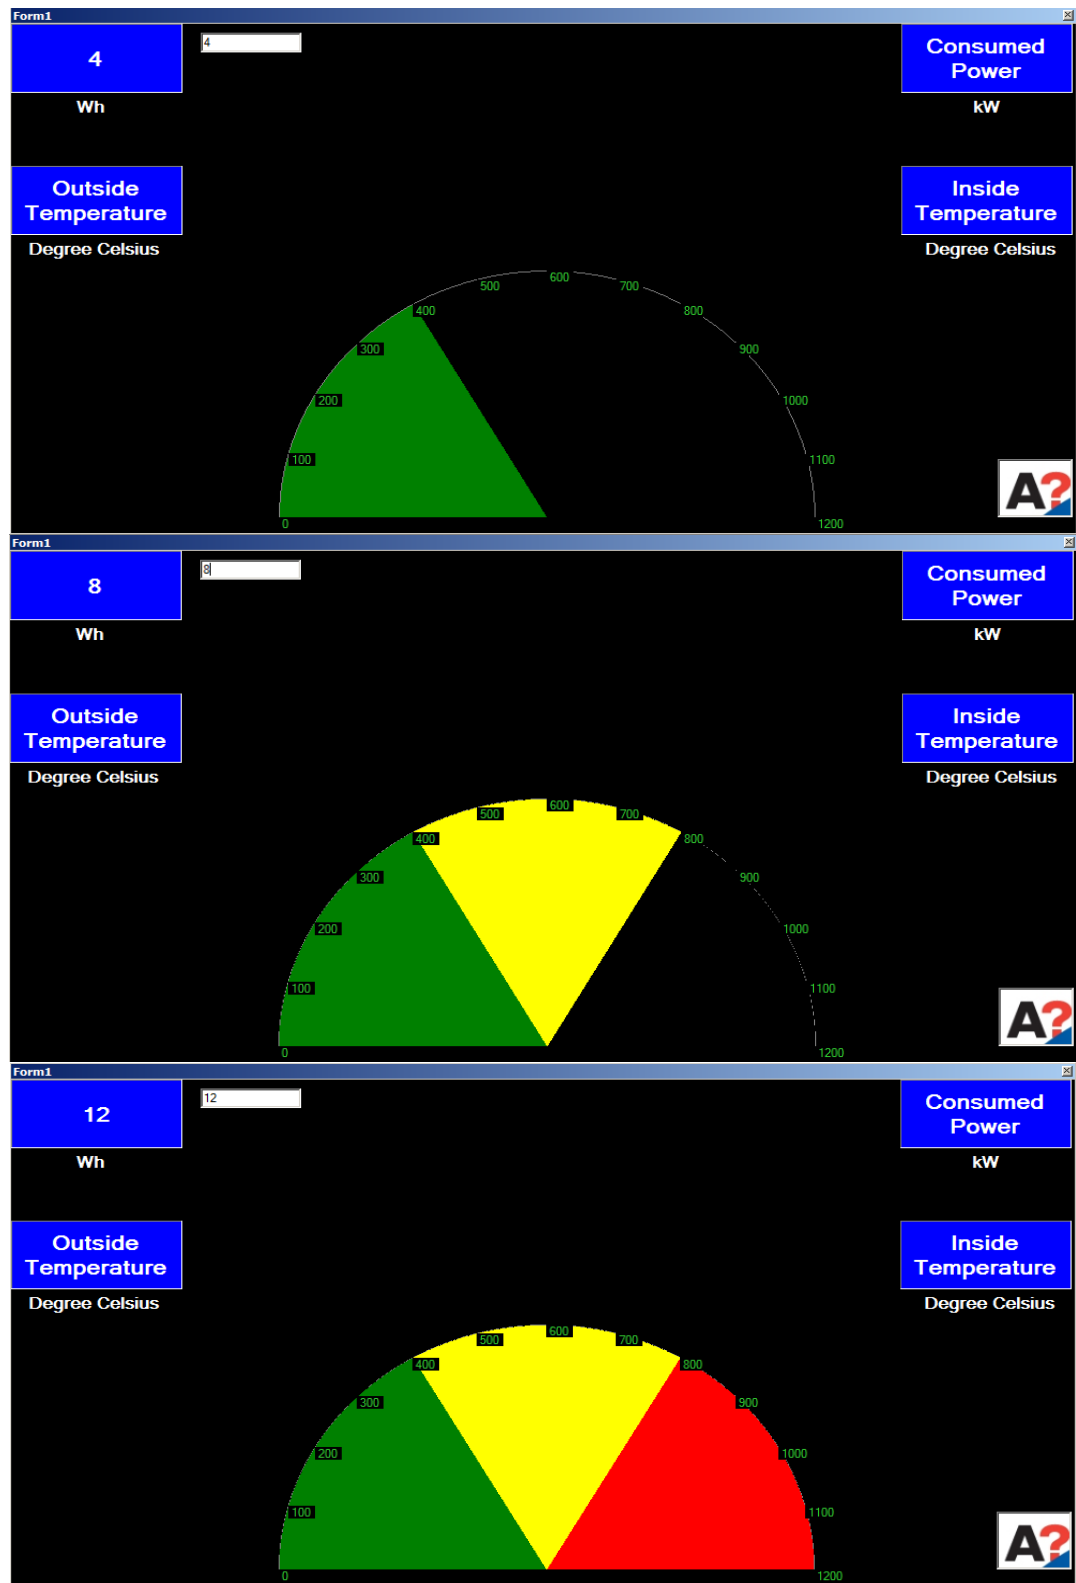 Form1
4
4
Consumed
Power
Wh
kW
Outside
Temperature
Inside
Temperature
Degree Celsius
Degree Celsius
600
500
700
400
800
300
900
200
1000
100
1100
A?
0
1200
Form1
8
8
Consumed
Power
Wh
kW
Outside
Temperature
Inside
Temperature
Degree Celsius
Degree Celsius
600
500
700
400
800
300
900
200
1000
100
1100
A?
0
1200
Form1
12
12
Consumed
Power
Wh
kW
Outside
Temperature
Inside
Temperature
Degree Celsius
Degree Celsius
600
500
700
400
800
300
900
200
1000
100
1100
A?
0
1200